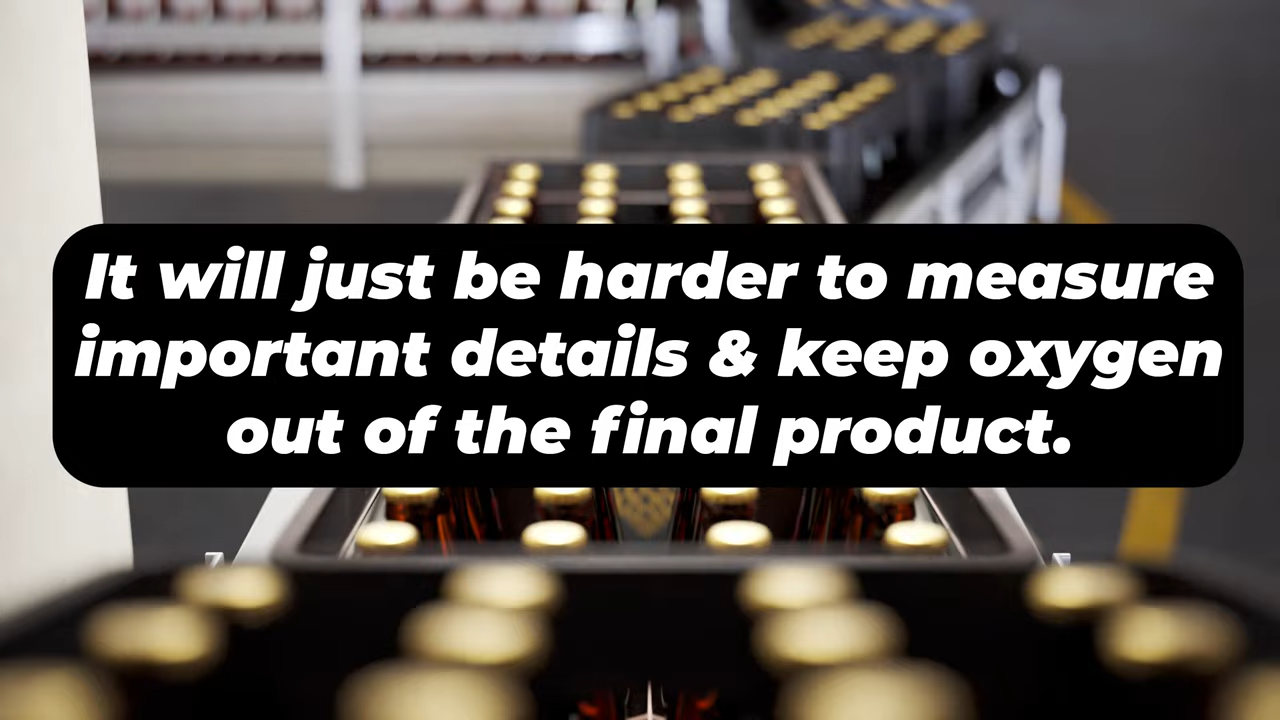 It will just be harder to measure
important details & keep oxygen
out of the final product.